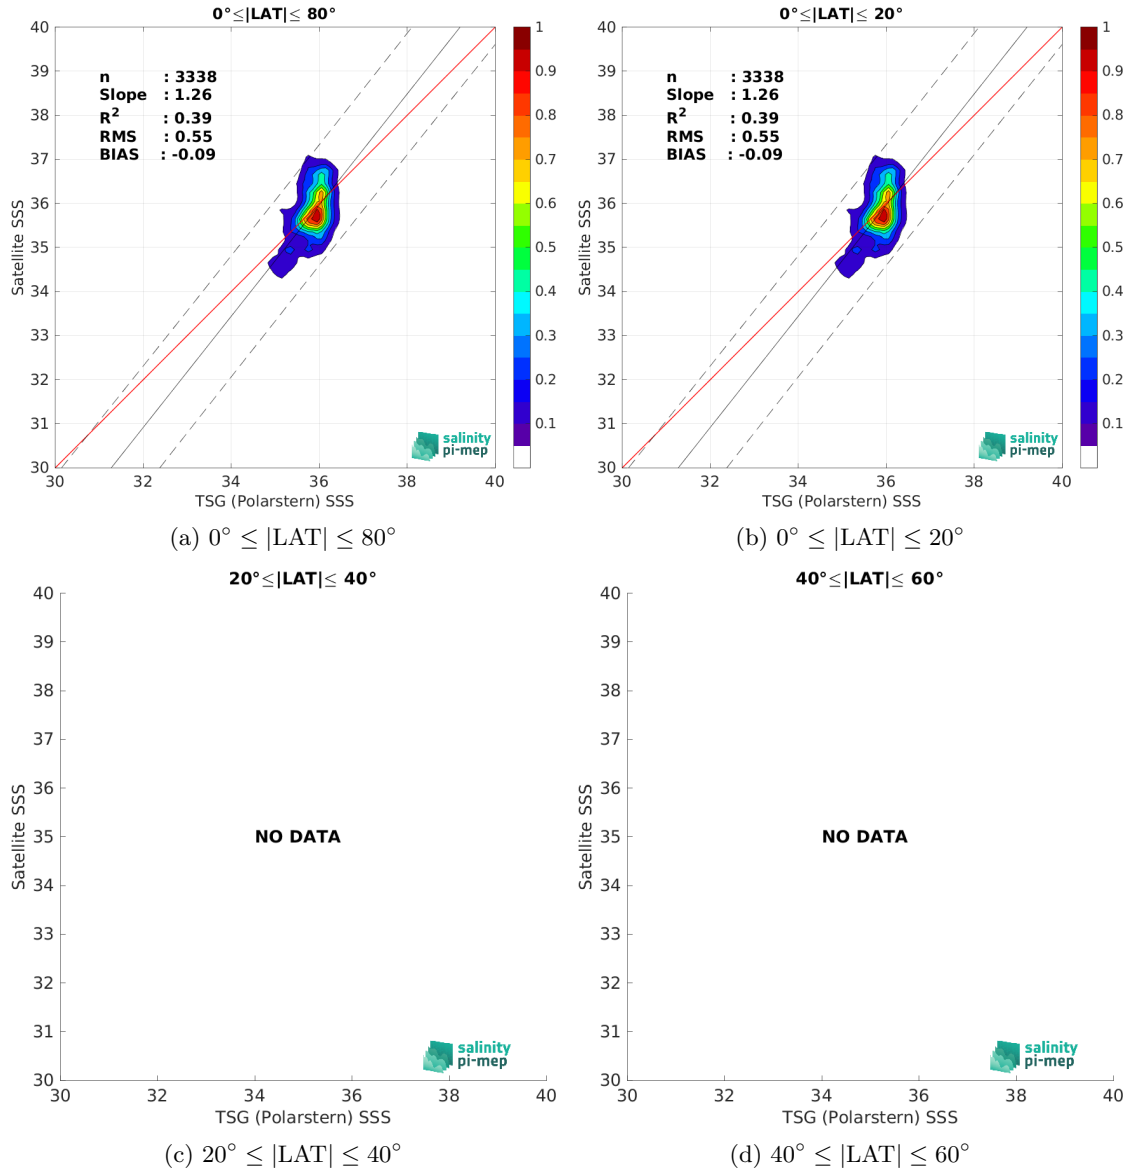 0°≤|LAT|≤ 80°
n : 3338
Slope : 1.26
R² : 0.39
RMS : 0.55
BIAS : -0.09
40
39
38
37
36
35
34
33
32
31
30
Satellite SSS
30 32 34 36 38 40
TSG (Polarstern) SSS
1
0.9
0.8
0.7
0.6
0.5
0.4
0.3
0.2
0.1
salinity
pi-mep
(a) 0° ≤ |LAT| ≤ 80°
0°≤|LAT|≤ 20°
n : 3338
Slope : 1.26
R² : 0.39
RMS : 0.55
BIAS : -0.09
40
39
38
37
36
35
34
33
32
31
30
Satellite SSS
30 32 34 36 38 40
TSG (Polarstern) SSS
1
0.9
0.8
0.7
0.6
0.5
0.4
0.3
0.2
0.1
salinity
pi-mep
(b) 0° ≤ |LAT| ≤ 20°
20°≤|LAT|≤ 40°
40
39
38
37
36
35
34
33
32
31
30
Satellite SSS
NO DATA
salinity
pi-mep
30 32 34 36 38 40
TSG (Polarstern) SSS
(c) 20° ≤ |LAT| ≤ 40°
40°≤|LAT|≤ 60°
40
39
38
37
36
35
34
33
32
31
30
Satellite SSS
NO DATA
salinity
pi-mep
30 32 34 36 38 40
TSG (Polarstern) SSS
(d) 40° ≤ |LAT| ≤ 60°